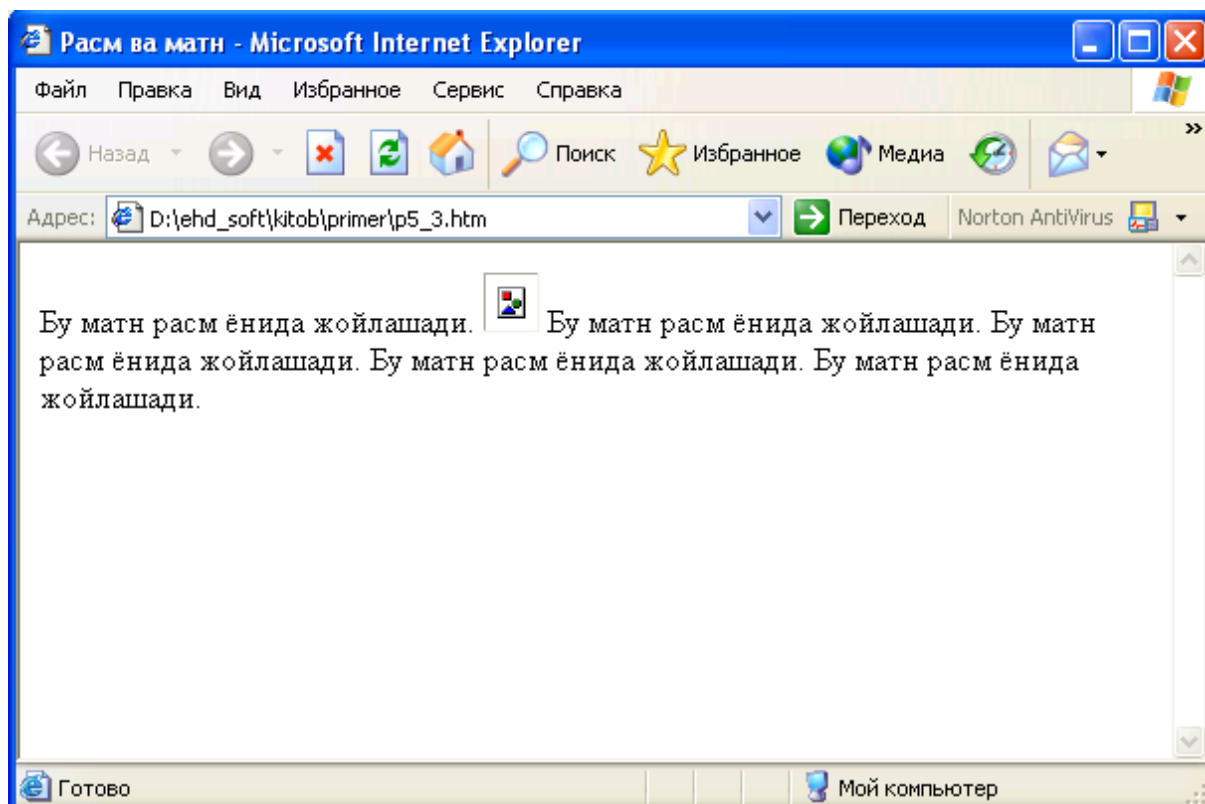 Расм ва матн - Microsoft Internet Explorer
Файл Правка Вид Избранное Сервис Справка
Назад Поиск Избранное Медиа »
Адрес: D:\ehd_soft\kitob\primer\p5_3.htm Переход Norton AntiVirus
Бу матн расм ёнида жойлашади. Бу матн расм ёнида жойлашади. Бу матн
расм ёнида жойлашади. Бу матн расм ёнида жойлашади. Бу матн расм ёнида
жойлашади.
Готово Мой компьютер